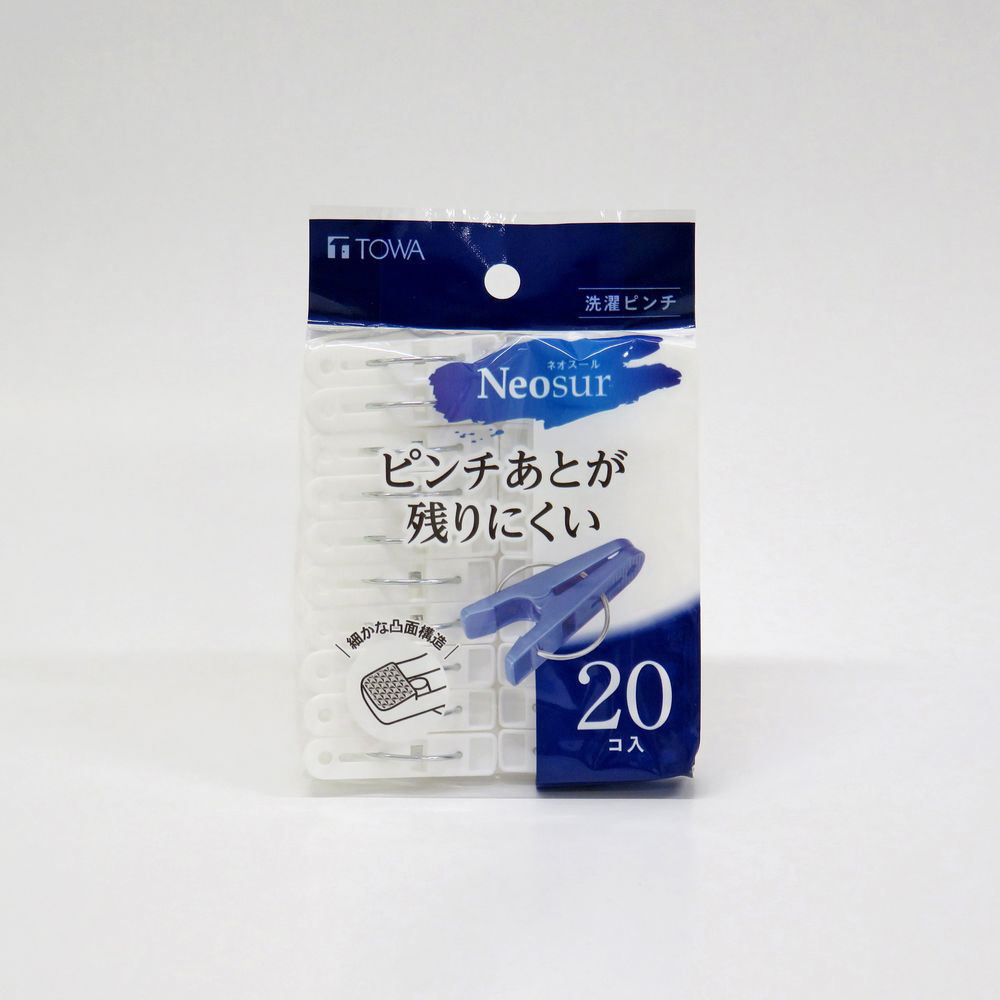 TOWA
洗濯ピンチ
ネオスール
Neosur
ピンチあとが
残りにくい
細かな凸面構造
20
コ入